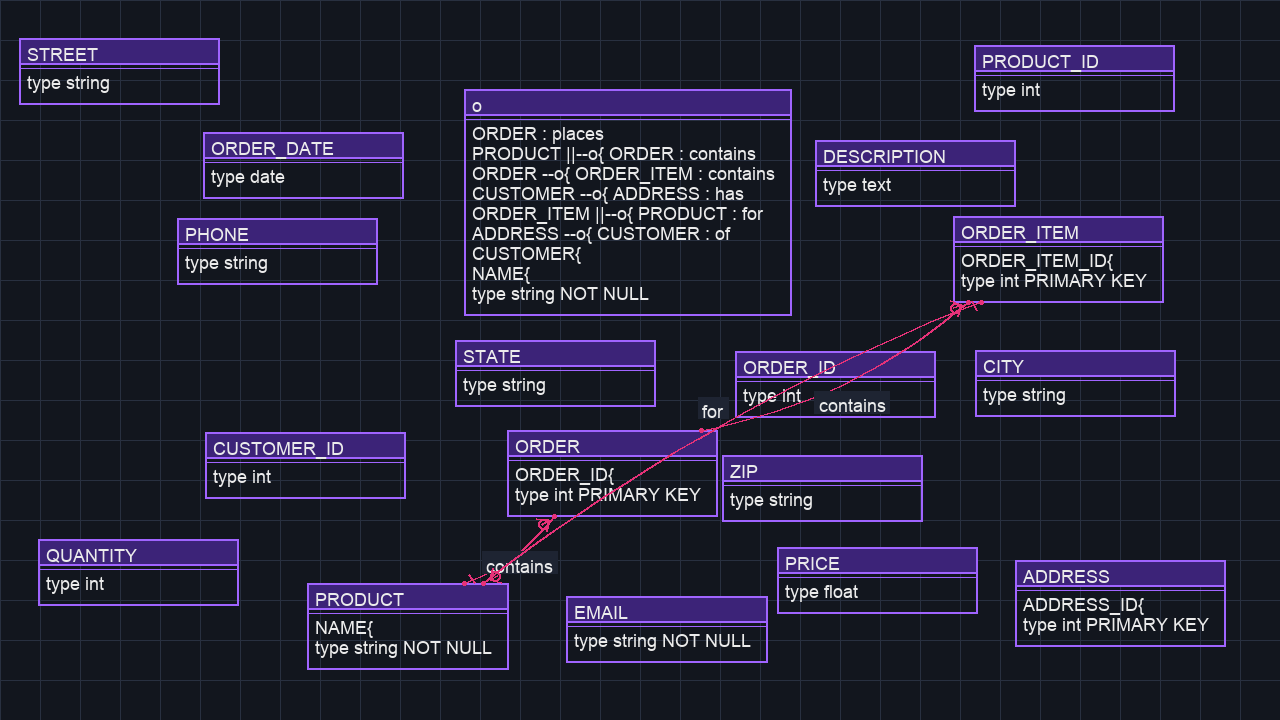 STREET
type string
PRODUCT_ID
type int
o
ORDER : places
PRODUCT ||--o{ ORDER : contains
ORDER --o{ ORDER_ITEM : contains
CUSTOMER --o{ ADDRESS : has
ORDER_ITEM ||--o{ PRODUCT : for
ADDRESS --o{ CUSTOMER : of
CUSTOMER{
NAME{
type string NOT NULL
ORDER_DATE
type date
DESCRIPTION
type text
PHONE
type string
ORDER_ITEM
ORDER_ITEM_ID{
type int PRIMARY KEY
STATE
type string
ORDER_ID
type int
CITY
type string
for
contains
CUSTOMER_ID
type int
ORDER
ORDER_ID{
type int PRIMARY KEY
ZIP
type string
QUANTITY
type int
contains
PRICE
type float
ADDRESS
ADDRESS_ID{
type int PRIMARY KEY
PRODUCT
NAME{
type string NOT NULL
EMAIL
type string NOT NULL